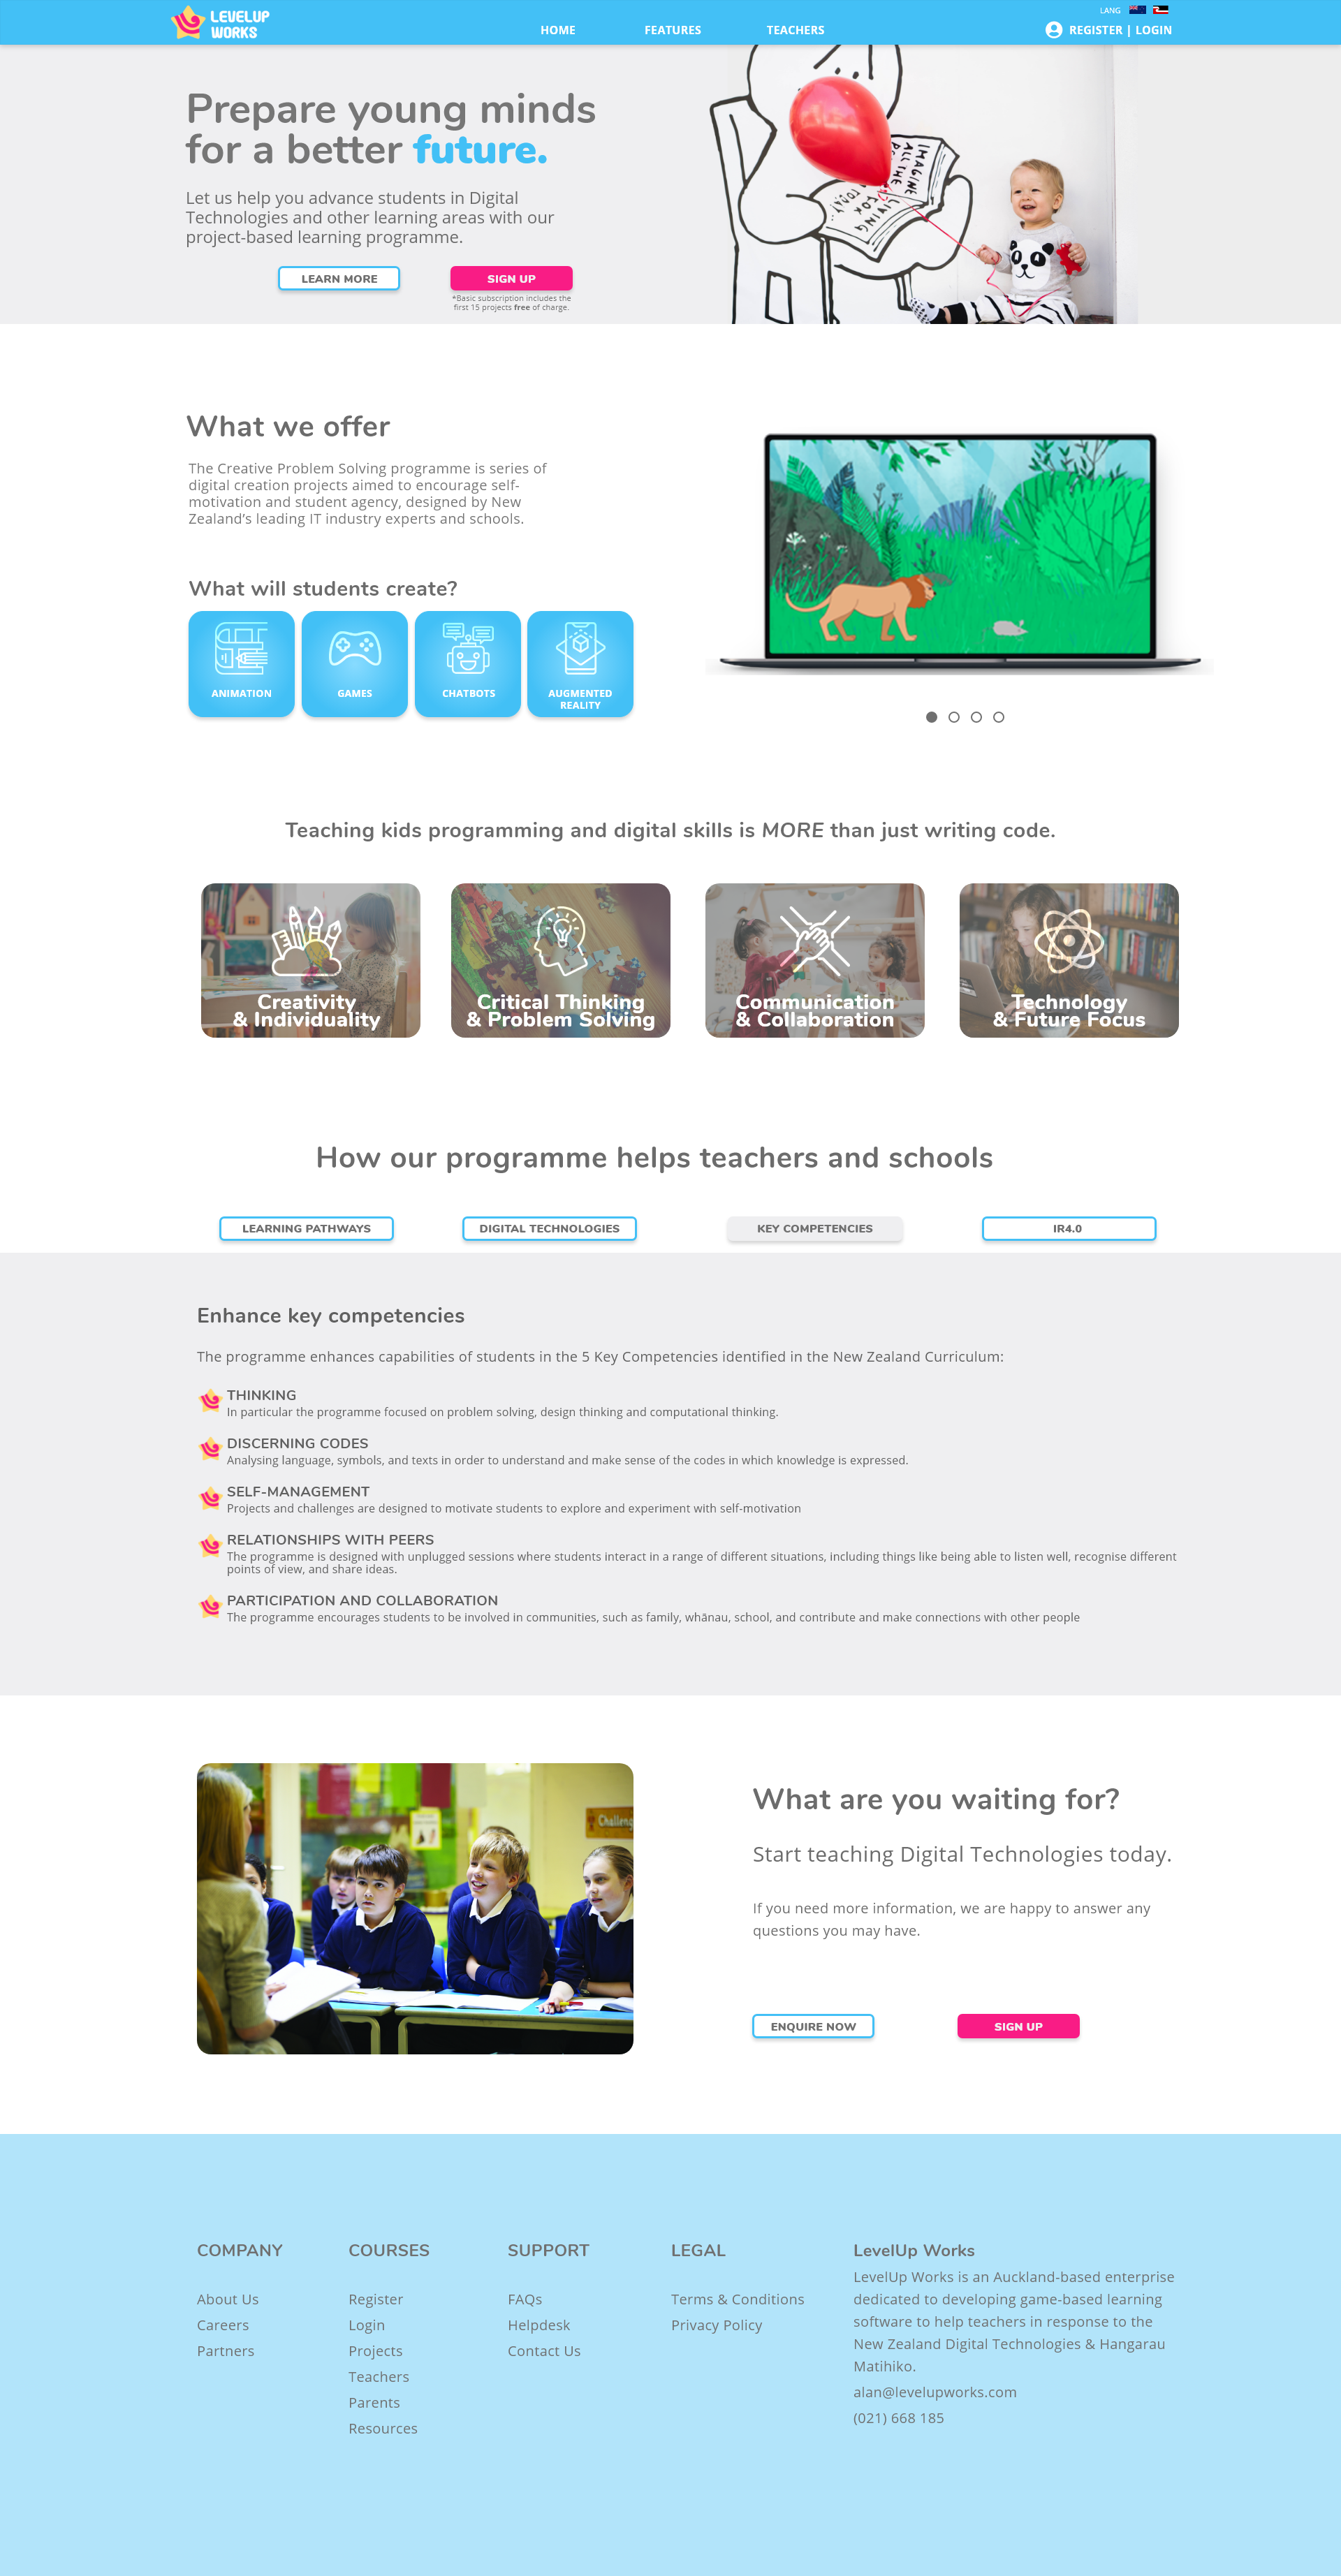 LEVELUP
WORKS
HOME
FEATURES
TEACHERS
LANG
REGISTER | LOGIN
Prepare young minds
for a better future.
Let us help you advance students in Digital
Technologies and other learning areas with our
project-based learning programme.
LEARN MORE
SIGN UP
*Basic subscription includes the
first 15 projects free of charge.
IMAGINE
ALL THE
LIVING
TODAY
What we offer
The Creative Problem Solving programme is series of
digital creation projects aimed to encourage self-
motivation and student agency, designed by New
Zealand’s leading IT industry experts and schools.
What will students create?
ANIMATION
GAMES
CHATBOTS
AUGMENTED
REALITY
Teaching kids programming and digital skills is MORE than just writing code.
Creativity
& Individuality
Critical Thinking
& Problem Solving
Communication
& Collaboration
Technology
& Future Focus
How our programme helps teachers and schools
LEARNING PATHWAYS
DIGITAL TECHNOLOGIES
KEY COMPETENCIES
IR4.0
Enhance key competencies
The programme enhances capabilities of students in the 5 Key Competencies identified in the New Zealand Curriculum:
THINKING
In particular the programme focused on problem solving, design thinking and computational thinking.
DISCERNING CODES
Analysing language, symbols, and texts in order to understand and make sense of the codes in which knowledge is expressed.
SELF-MANAGEMENT
Projects and challenges are designed to motivate students to explore and experiment with self-motivation
RELATIONSHIPS WITH PEERS
The programme is designed with unplugged sessions where students interact in a range of different situations, including things like being able to listen well, recognise different
points of view, and share ideas.
PARTICIPATION AND COLLABORATION
The programme encourages students to be involved in communities, such as family, whānau, school, and contribute and make connections with other people
Challeng
What are you waiting for?
Start teaching Digital Technologies today.
If you need more information, we are happy to answer any
questions you may have.
ENQUIRE NOW
SIGN UP
COMPANY
About Us
Careers
Partners
COURSES
Register
Login
Projects
Teachers
Parents
Resources
SUPPORT
FAQs
Helpdesk
Contact Us
LEGAL
Terms & Conditions
Privacy Policy
LevelUp Works
LevelUp Works is an Auckland-based enterprise
dedicated to developing game-based learning
software to help teachers in response to the
New Zealand Digital Technologies & Hangarau
Matihiko.
alan@levelupworks.com
(021) 668 185